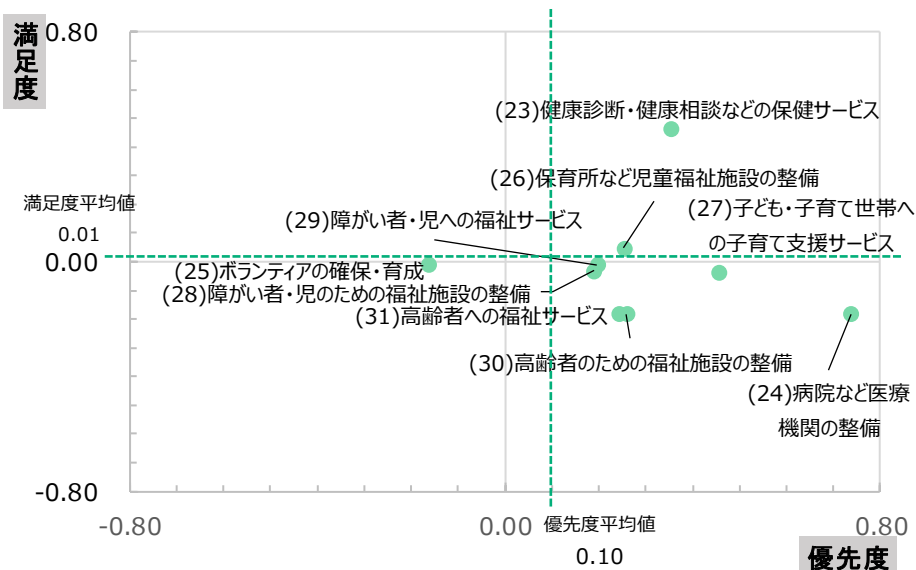 満足度
0.80
(23)健康診断・健康相談などの保健サービス
(26)保育所など児童福祉施設の整備
満足度平均値
0.01
(27)子ども・子育て世帯へ
の子育て支援サービス
(29)障がい者・児への福祉サービス
0.00
(25)ボランティアの確保・育成
(28)障がい者・児のための福祉施設の整備
(31)高齢者への福祉サービス
(30)高齢者のための福祉施設の整備
(24)病院など医療
機関の整備
-0.80
-0.80
0.00
優先度平均値
0.10
0.80
優先度